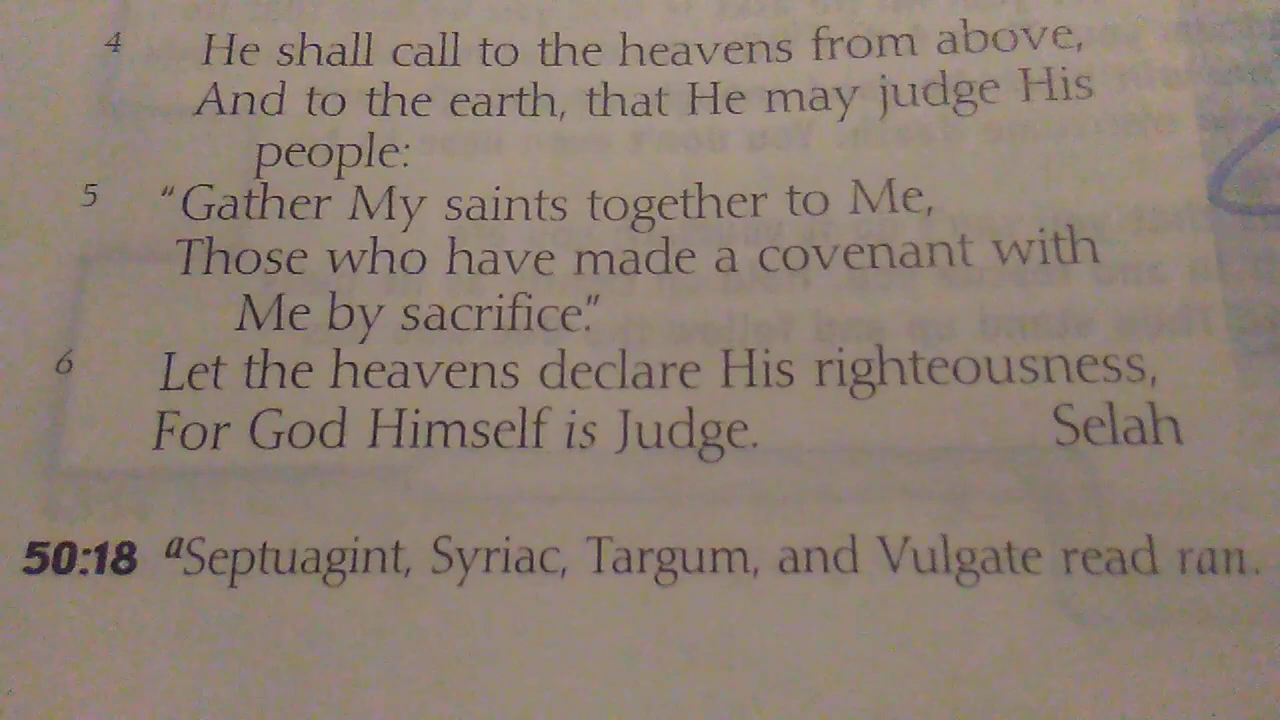 4 He shall call to the heavens from above,
And to the earth, that He may judge His
people:
5 "Gather My saints together to Me,
Those who have made a covenant with
Me by sacrifice."
6 Let the heavens declare His righteousness,
For God Himself is Judge. Selah
50:18 aSeptuagint, Syriac, Targum, and Vulgate read ran.